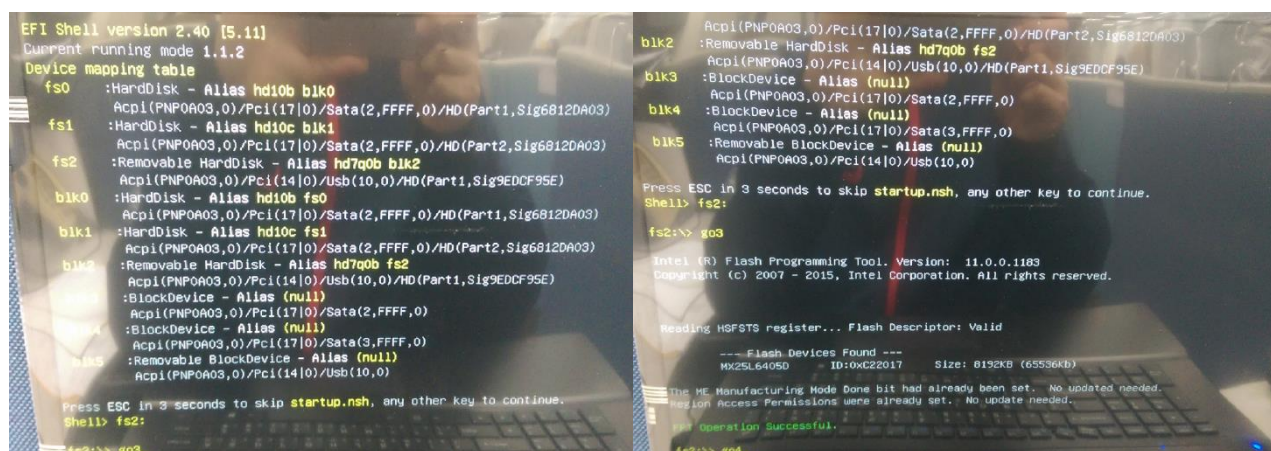 EFI Shell version 2.40 [5.11]
Current running mode 1.1.2
Device mapping table
fs0 :HardDisk - Alias hd10b blk0
Acpi(PNP0A03,0)/Pci(17|0)/Sata(2,FFFF,0)/HD(Part1,Sig6812DA03)
fs1 :HardDisk - Alias hd10c blk1
Acpi(PNP0A03,0)/Pci(17|0)/Sata(2,FFFF,0)/HD(Part2,Sig6812DA03)
fs2 :Removable HardDisk - Alias hd7q0b blk2
Acpi(PNP0A03,0)/Pci(14|0)/Usb(10,0)/HD(Part1,Sig9EDCF95E)
blk0 :HardDisk - Alias hd10b fs0
Acpi(PNP0A03,0)/Pci(17|0)/Sata(2,FFFF,0)/HD(Part1,Sig6812DA03)
blk1 :HardDisk - Alias hd10c fs1
Acpi(PNP0A03,0)/Pci(17|0)/Sata(2,FFFF,0)/HD(Part2,Sig6812DA03)
blk2 :Removable HardDisk - Alias hd7q0b fs2
Acpi(PNP0A03,0)/Pci(14|0)/Usb(10,0)/HD(Part1,Sig9EDCF95E)
:BlockDevice - Alias (null)
Acpi(PNP0A03,0)/Pci(17|0)/Sata(2,FFFF,0)
:BlockDevice - Alias (null)
Acpi(PNP0A03,0)/Pci(17|0)/Sata(3,FFFF,0)
blk5 :Removable BlockDevice - Alias (null)
Acpi(PNP0A03,0)/Pci(14|0)/Usb(10,0)
Press ESC in 3 seconds to skip startup.nsh, any other key to continue.
Shell> fs2:
fs2:\> go3
Acpi(PNP0A03,0)/Pci(17|0)/Sata(2,FFFF,0)/HD(Part2,Sig6812DA03)
blk2 :Removable HardDisk - Alias hd7q0b fs2
Acpi(PNP0A03,0)/Pci(14|0)/Usb(10,0)/HD(Part1,Sig9EDCF95E)
blk3 :BlockDevice - Alias (null)
Acpi(PNP0A03,0)/Pci(17|0)/Sata(2,FFFF,0)
blk4 :BlockDevice - Alias (null)
Acpi(PNP0A03,0)/Pci(17|0)/Sata(3,FFFF,0)
blk5 :Removable BlockDevice - Alias (null)
Acpi(PNP0A03,0)/Pci(14|0)/Usb(10,0)
Press ESC in 3 seconds to skip startup.nsh, any other key to continue.
Shell> fs2:
fs2:\> go3
Intel (R) Flash Programming Tool. Version: 11.0.0.1183
Copyright (c) 2007 - 2015, Intel Corporation. All rights reserved.
Reading HSFSTS register... Flash Descriptor: Valid
--- Flash Devices Found ---
MX25L6405D ID:0xC22017 Size: 8192KB (65536Kb)
The ME Manufacturing Mode Done bit had already been set. No updated needed.
Region Access Permissions were already set. No update needed.
FPT Operation Successful.
fs2:\> go4